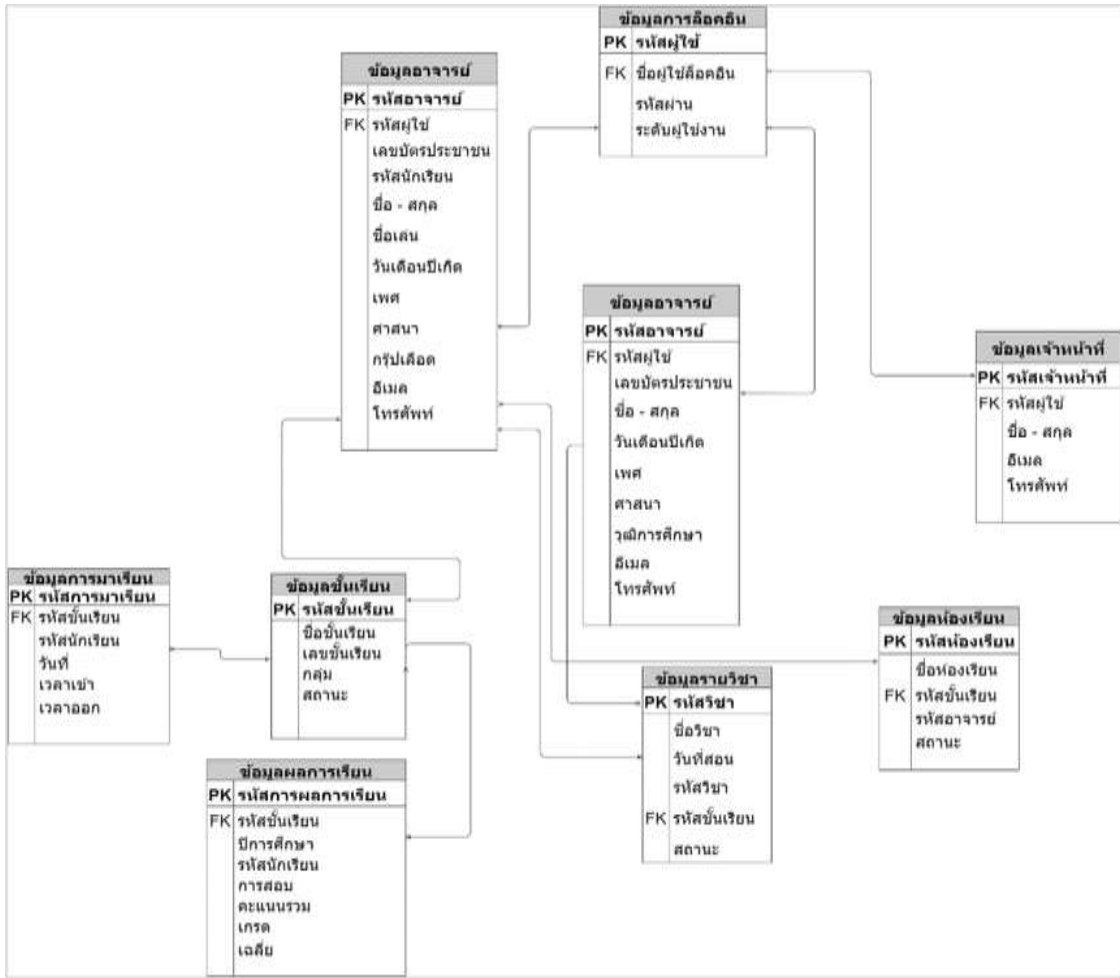 ข้อมูลการล็อคอิน
PK รหัสผู้ใช้
FK ชื่อผู้ใช้ล็อคอิน
รหัสผ่าน
ระดับผู้ใช้งาน
ข้อมูลอาจารย์
PK รหัสอาจารย์
FK รหัสผู้ใช้
เลขบัตรประชาชน
รหัสนักเรียน
ชื่อ - สกุล
ชื่อเล่น
วันเดือนปีเกิด
เพศ
ศาสนา
กรุ๊ปเลือด
อีเมล
โทรศัพท์
ข้อมูลอาจารย์
PK รหัสอาจารย์
FK รหัสผู้ใช้
เลขบัตรประชาชน
ชื่อ - สกุล
วันเดือนปีเกิด
เพศ
ศาสนา
วุฒิการศึกษา
อีเมล
โทรศัพท์
ข้อมูลเจ้าหน้าที่
PK รหัสเจ้าหน้าที่
FK รหัสผู้ใช้
ชื่อ - สกุล
อีเมล
โทรศัพท์
ข้อมูลการมาเรียน
PK รหัสการมาเรียน
FK รหัสชั้นเรียน
รหัสนักเรียน
วันที่
เวลาเข้า
เวลาออก
ข้อมูลชั้นเรียน
PK รหัสชั้นเรียน
ชื่อชั้นเรียน
เลขชั้นเรียน
กลุ่ม
สถานะ
ข้อมูลห้องเรียน
PK รหัสห้องเรียน
ชื่อห้องเรียน
FK รหัสชั้นเรียน
รหัสอาจารย์
สถานะ
ข้อมูลรายวิชา
PK รหัสวิชา
ชื่อวิชา
วันที่สอน
รหัสวิชา
FK รหัสชั้นเรียน
สถานะ
ข้อมูลผลการเรียน
PK รหัสการผลการเรียน
FK รหัสชั้นเรียน
ปีการศึกษา
รหัสนักเรียน
การสอบ
คะแนนรวม
เกรด
เฉลี่ย